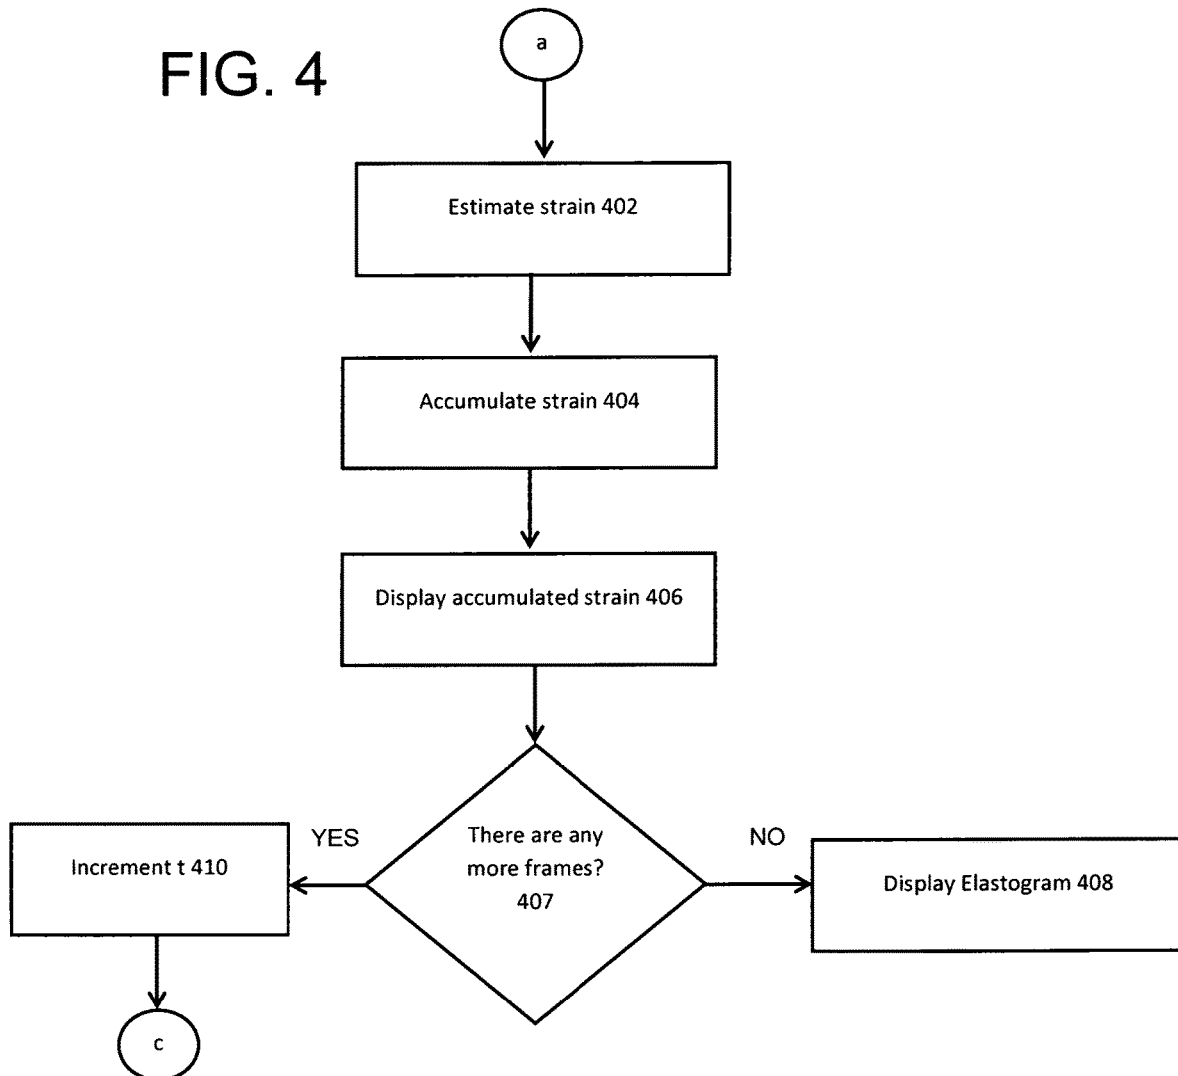 a
FIG. 4
Estimate strain 402
Accumulate strain 404
Display accumulated strain 406
There are any
more frames?
407
YES
NO
Increment t 410
Display Elastogram 408
c